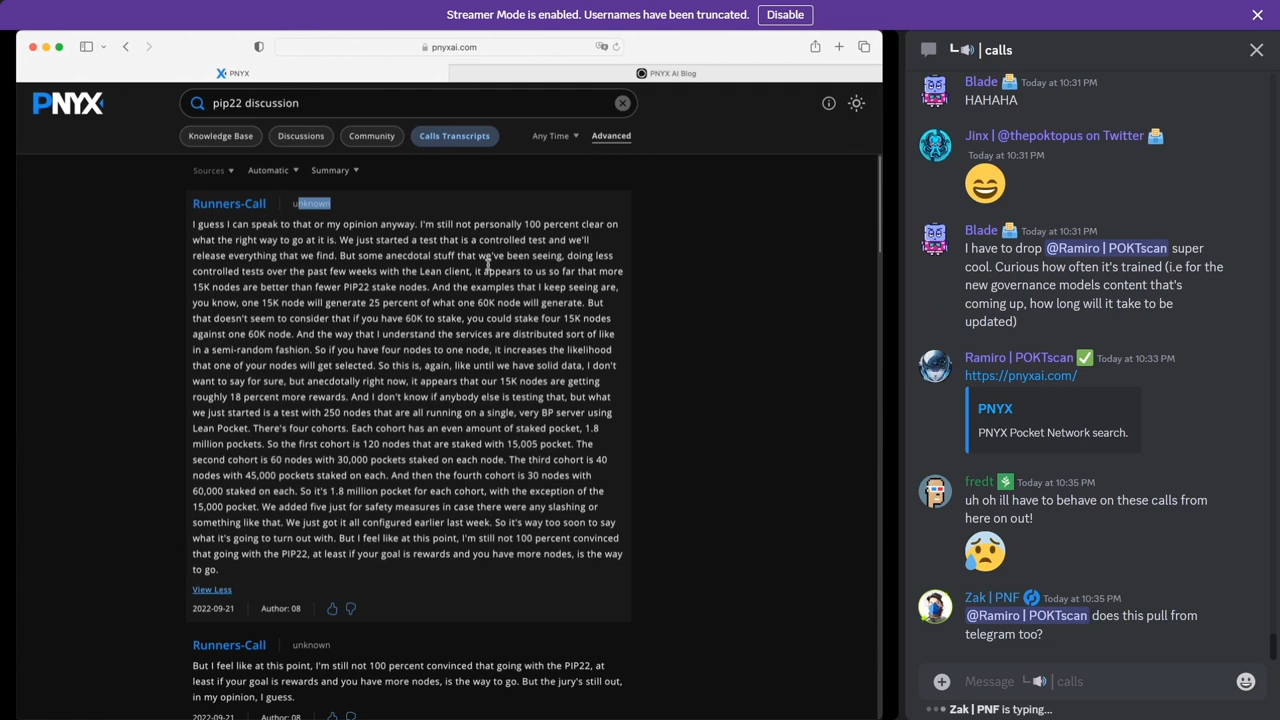 Streamer Mode is enabled. Usernames have been truncated. Disable
pnyxai.com
PNYX
PNYX AI Blog
PNYX
pip22 discussion
Knowledge Base
Discussions
Community
Calls Transcripts
Any Time
Advanced
Sources
Automatic
Summary
Runners-Call
unknown
I guess I can speak to that or my opinion anyway. I'm still not personally 100 percent clear on
what the right way to go at it is. We just started a test that is a controlled test and we'll
release everything that we find. But some anecdotal stuff that we've been seeing, doing less
controlled tests over the past few weeks with the Lean client, it appears to us so far that more
15K nodes are better than fewer PIP22 stake nodes. And the examples that I keep seeing are,
you know, one 15K node will generate 25 percent of what one 60K node will generate. But
that doesn't seem to consider that if you have 60K to stake, you could stake four 15K nodes
against one 60K node. And the way that I understand the services are distributed sort of like
in a semi-random fashion. So if you have four nodes to one node, it increases the likelihood
that one of your nodes will get selected. So this is, again, like until we have solid data, I don't
want to say for sure, but anecdotally right now, it appears that our 15K nodes are getting
roughly 18 percent more rewards. And I don't know if anybody else is testing that, but what
we just started is a test with 250 nodes that are all running on a single, very BP server using
Lean Pocket. There's four cohorts. Each cohort has an even amount of staked pocket, 1.8
million pockets. So the first cohort is 120 nodes that are staked with 15,005 pocket. The
second cohort is 60 nodes with 30,000 pockets staked on each node. The third cohort is 40
nodes with 45,000 pockets staked on each. And then the fourth cohort is 30 nodes with
60,000 staked on each. So it's 1.8 million pocket for each cohort, with the exception of the
15,000 pocket. We added five just for safety measures in case there were any slashing or
something like that. We just got it all configured earlier last week. So it's way too soon to say
what it's going to turn out with. But I feel like at this point, I'm still not 100 percent convinced
that going with the PIP22, at least if your goal is rewards and you have more nodes, is the way
to go.
View Less
2022-09-21
Author: 08
Runners-Call
unknown
But I feel like at this point, I'm still not 100 percent convinced that going with the PIP22, at
least if your goal is rewards and you have more nodes, is the way to go. But the jury's still out,
in my opinion, I guess.
2022-09-21
Author: 08
calls
Blade Today at 10:31 PM
HAHAHA
Jinx | @thepoktopus on Twitter
Today at 10:31 PM
Blade Today at 10:31 PM
I have to drop @Ramiro | POKTscan super
cool. Curious how often it's trained (i.e for the
new governance models content that's
coming up, how long will it take to be
updated)
Ramiro | POKTscan Today at 10:33 PM
https://pnyxai.com/
PNYX
PNYX Pocket Network search.
fredt Today at 10:35 PM
uh oh ill have to behave on these calls from
here on out!
Zak | PNF Today at 10:35 PM
@Ramiro | POKTscan does this pull from
telegram too?
Message calls
Zak | PNF is typing...